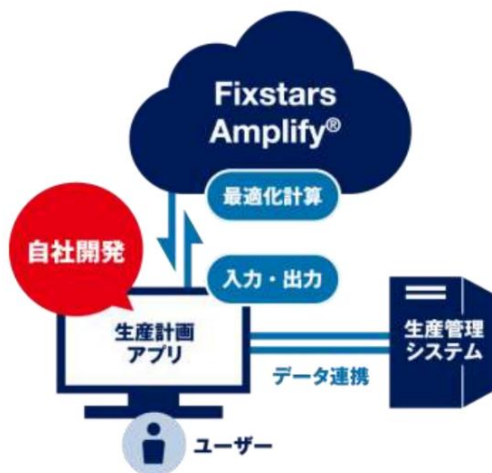 Fixstars
Amplify®
最適化計算
自社開発
入力・出力
生産計画
アプリ
生産管理
システム
データ連携
ユーザー